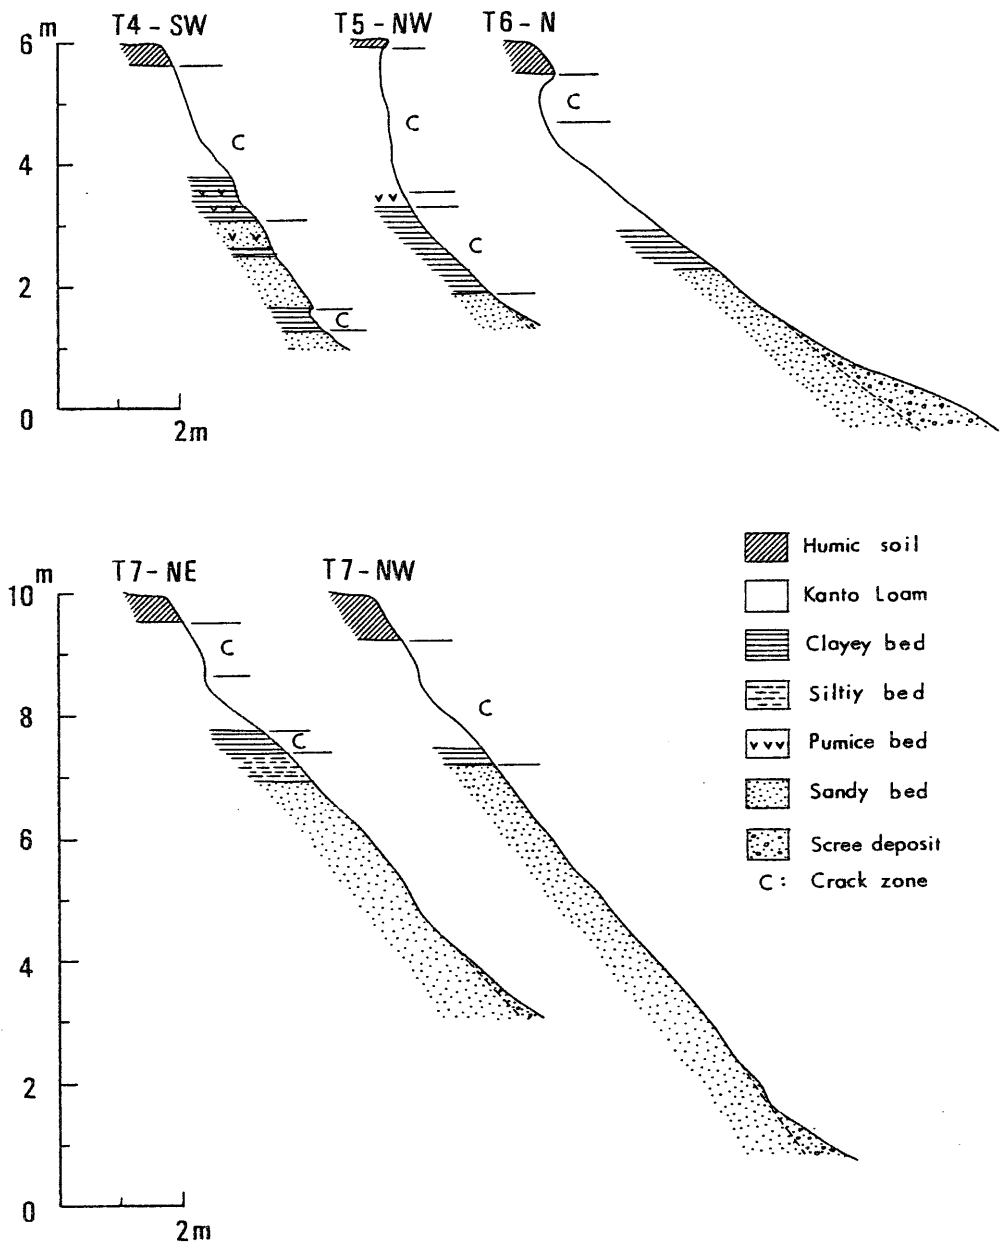 m
T4-SW
T5-NW
T6-N
6
4
2
0
2m
C
C
C
C
C
m
T7-NE
T7-NW
10
8
6
4
2
0
2m
C
C
C
Humic soil
Kanto Loam
Clayey bed
Siltiy bed
Pumice bed
Sandy bed
Scree deposit
C: Crack zone